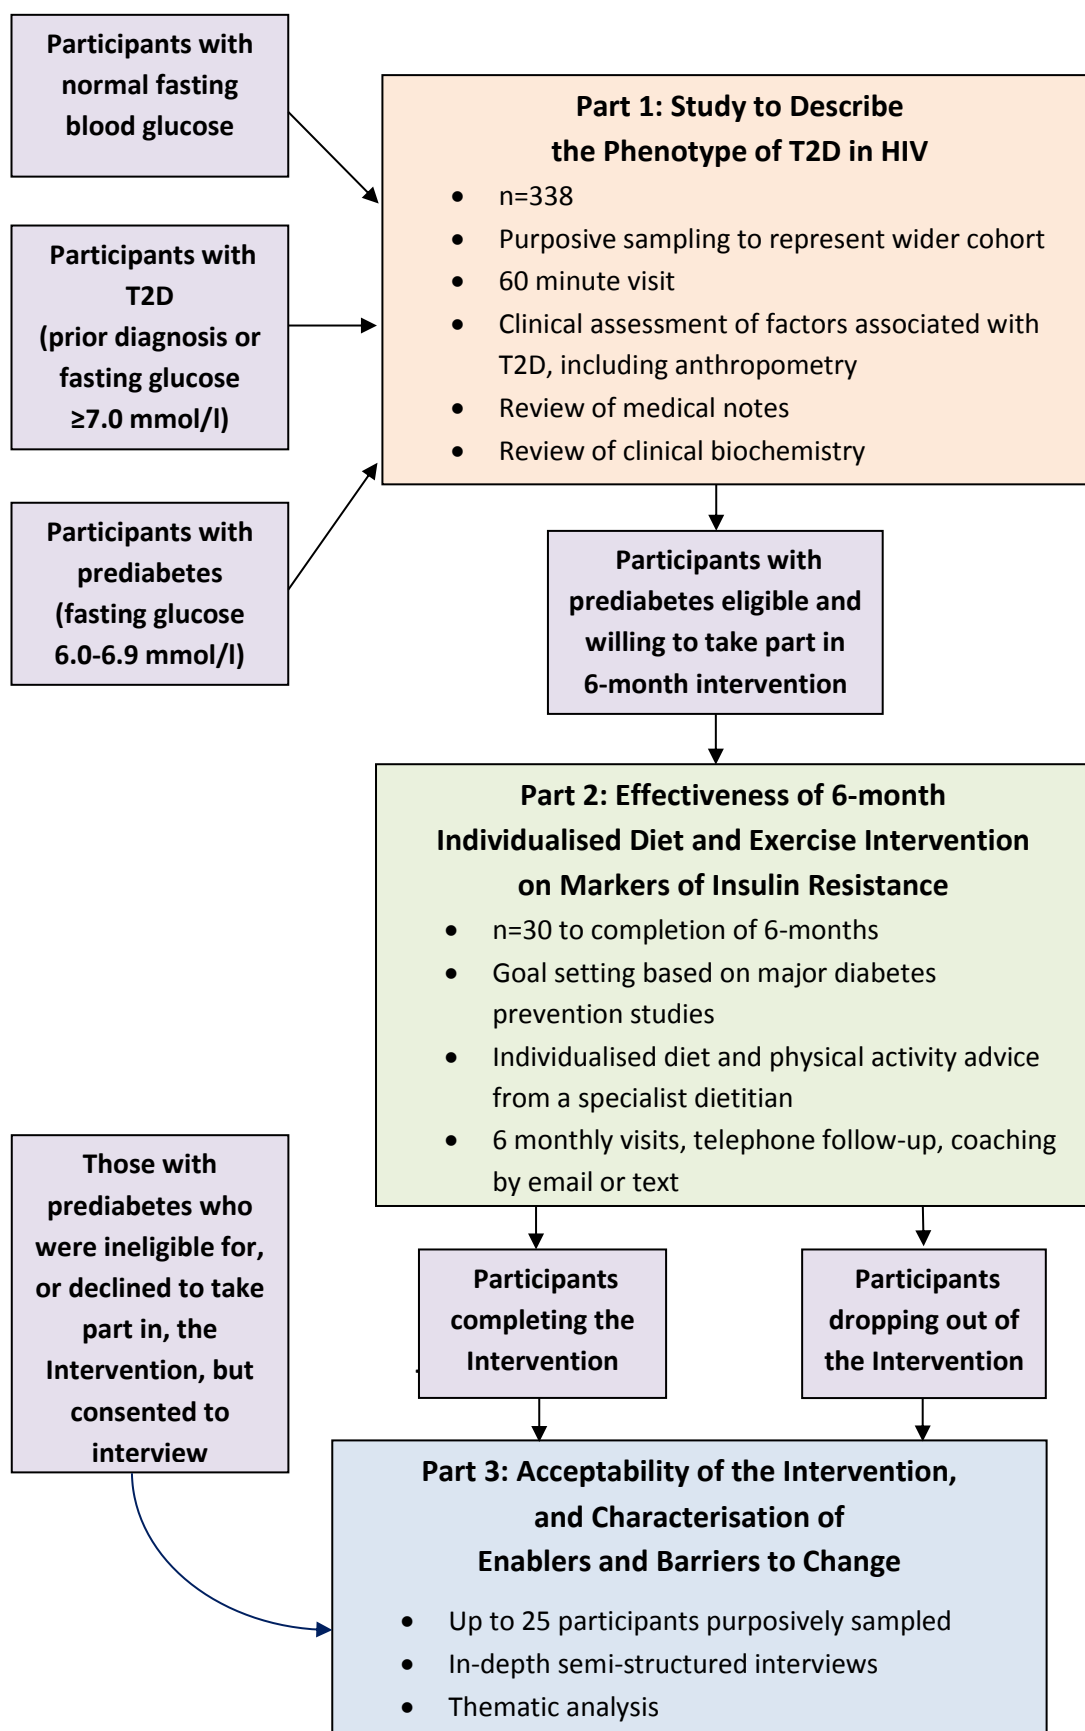 Participants with
normal fasting
blood glucose
Part 1: Study to Describe
the Phenotype of T2D in HIV
• n=338
• Purposive sampling to represent wider cohort
• 60 minute visit
• Clinical assessment of factors associated with
T2D, including anthropometry
• Review of medical notes
• Review of clinical biochemistry
Participants with
T2D
(prior diagnosis or
fasting glucose
≥7.0 mmol/l)
Participants with
prediabetes
(fasting glucose
6.0-6.9 mmol/l)
Participants with
prediabetes eligible and
willing to take part in
6-month intervention
Part 2: Effectiveness of 6-month
Individualised Diet and Exercise Intervention
on Markers of Insulin Resistance
• n=30 to completion of 6-months
• Goal setting based on major diabetes
prevention studies
• Individualised diet and physical activity advice
from a specialist dietitian
• 6 monthly visits, telephone follow-up, coaching
by email or text
Those with
prediabetes who
were ineligible for,
or declined to take
part in, the
Intervention, but
consented to
interview
Participants
completing the
Intervention
Participants
dropping out of
the Intervention
Part 3: Acceptability of the Intervention,
and Characterisation of
Enablers and Barriers to Change
• Up to 25 participants purposively sampled
• In-depth semi-structured interviews
• Thematic analysis